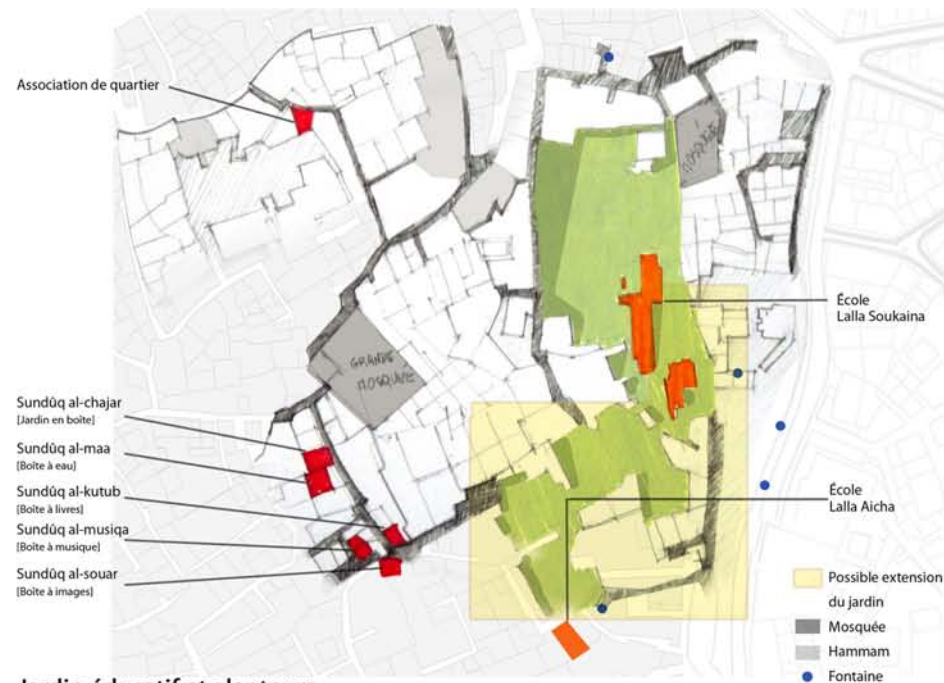 Association de quartier
MOSQUÉE
École
Lalla Soukaina
GRANDE
MOSQUÉE
Sundûq al-chajar
[Jardin en boîte]
Sundûq al-maa
[Boîte à eau]
Sundûq al-kutub
[Boîte à livres]
Sundûq al-musiqa
[Boîte à musique]
Sundûq al-souar
[Boîte à images]
École
Lalla Aicha
Possible extension
du jardin
Mosquée
Hammam
Fontaine